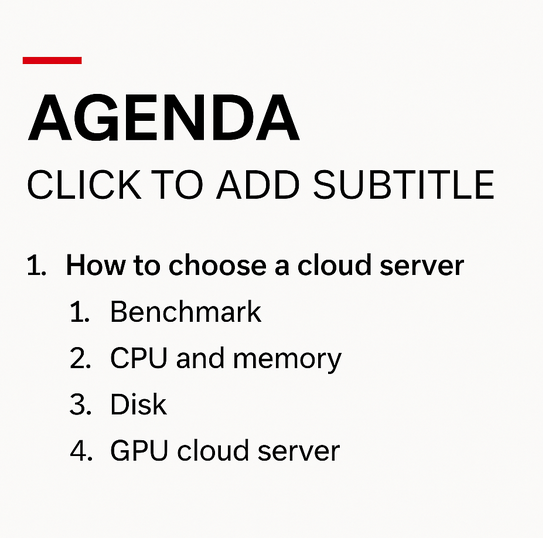 AGENDA
CLICK TO ADD SUBTITLE
1. How to choose a cloud server
1. Benchmark
2. CPU and memory
3. Disk
4. GPU cloud server